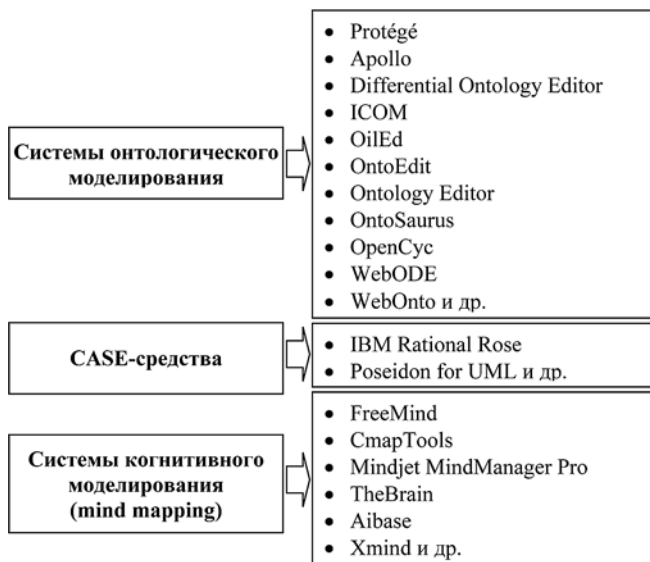 Системы онтологического
моделирования
• Protégé
• Apollo
• Differential Ontology Editor
• ICOM
• OilEd
• OntoEdit
• Ontology Editor
• OntoSaurus
• OpenCyc
• WebODE
• WebOnto и др.
CASE-средства
• IBM Rational Rose
• Poseidon for UML и др.
Системы когнитивного
моделирования
(mind mapping)
• FreeMind
• CmapTools
• Mindjet MindManager Pro
• TheBrain
• Aibase
• Xmind и др.